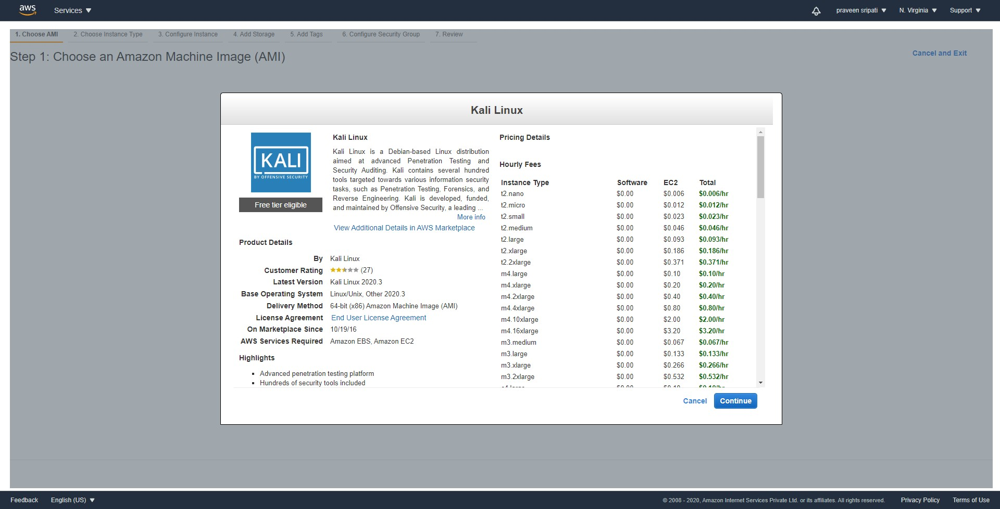 aws
Services
praveen sripati
N. Virginia
Support
1. Choose AMI
2. Choose Instance Type
3. Configure Instance
4. Add Storage
5. Add Tags
6. Configure Security Group
7. Review
Step 1: Choose an Amazon Machine Image (AMI)
Cancel and Exit
Kali Linux
KALI
BY OFFENSIVE SECURITY
Free tier eligible
Kali Linux
Kali Linux is a Debian-based Linux distribution
aimed at advanced Penetration Testing and
Security Auditing. Kali contains several hundred
tools targeted towards various information security
tasks, such as Penetration Testing, Forensics, and
Reverse Engineering. Kali is developed, funded,
and maintained by Offensive Security, a leading ...
More info
View Additional Details in AWS Marketplace
Product Details
By Kali Linux
Customer Rating (27)
Latest Version Kali Linux 2020.3
Base Operating System Linux/Unix, Other 2020.3
Delivery Method 64-bit (x86) Amazon Machine Image (AMI)
License Agreement End User License Agreement
On Marketplace Since 10/19/16
AWS Services Required Amazon EBS, Amazon EC2
Highlights
Advanced penetration testing platform
Hundreds of security tools included
Pricing Details
Hourly Fees
Instance Type Software EC2 Total
t2.nano $0.00 $0.006 $0.006/hr
t2.micro $0.00 $0.012 $0.012/hr
t2.small $0.00 $0.023 $0.023/hr
t2.medium $0.00 $0.046 $0.046/hr
t2.large $0.00 $0.093 $0.093/hr
t2.xlarge $0.00 $0.186 $0.186/hr
t2.2xlarge $0.00 $0.371 $0.371/hr
m4.large $0.00 $0.10 $0.10/hr
m4.xlarge $0.00 $0.20 $0.20/hr
m4.2xlarge $0.00 $0.40 $0.40/hr
m4.4xlarge $0.00 $0.80 $0.80/hr
m4.10xlarge $0.00 $2.00 $2.00/hr
m4.16xlarge $0.00 $3.20 $3.20/hr
m3.medium $0.00 $0.067 $0.067/hr
m3.large $0.00 $0.133 $0.133/hr
m3.xlarge $0.00 $0.266 $0.266/hr
m3.2xlarge $0.00 $0.532 $0.532/hr
Cancel
Continue
Feedback
English (US)
© 2008 - 2020, Amazon Internet Services Private Ltd. or its affiliates. All rights reserved.
Privacy Policy
Terms of Use